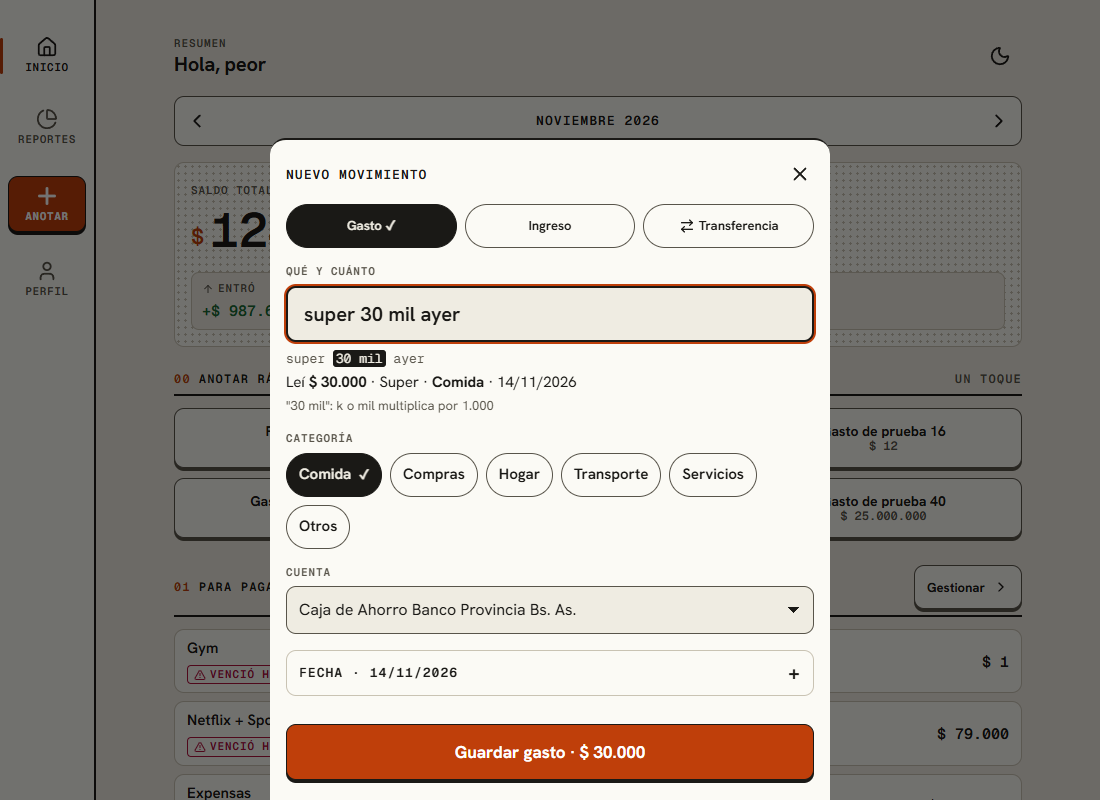 RESUMEN
Hola, peor
INICIO
REPORTES
ANOTAR
PERFIL
NOVIEMBRE 2026
SALDO TOTAL
$ 12
ENTRÓ
+$ 987.6
00 ANOTAR RÁ
UN TOQUE
asto de prueba 16
$ 12
Gas
asto de prueba 40
$ 25.000.000
01 PARA PAGA
Gestionar
Gym
VENCIÓ H
$ 1
Netflix + Spo
VENCIÓ H
$ 79.000
Expensas
NUEVO MOVIMIENTO
Gasto
Ingreso
Transferencia
QUÉ Y CUÁNTO
super 30 mil ayer
super 30 mil ayer
Leí $ 30.000 · Super · Comida · 14/11/2026
"30 mil": k o mil multiplica por 1.000
CATEGORÍA
Comida
Compras
Hogar
Transporte
Servicios
Otros
CUENTA
Caja de Ahorro Banco Provincia Bs. As.
FECHA · 14/11/2026
Guardar gasto · $ 30.000